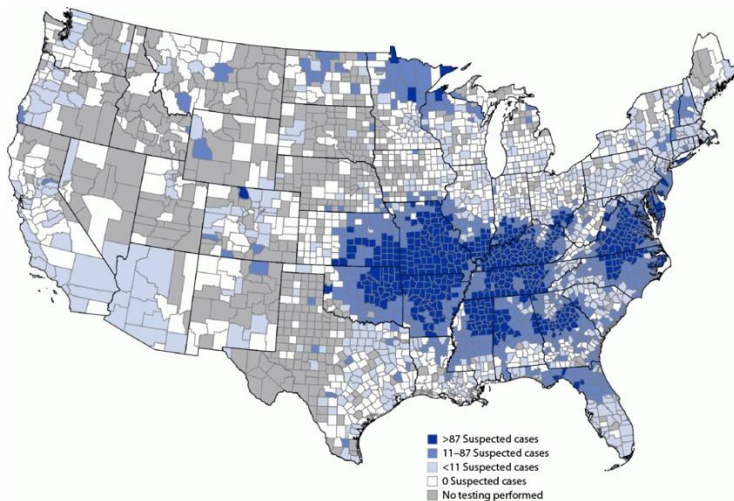 >87 Suspected cases
11–87 Suspected cases
<11 Suspected cases
0 Suspected cases
No testing performed